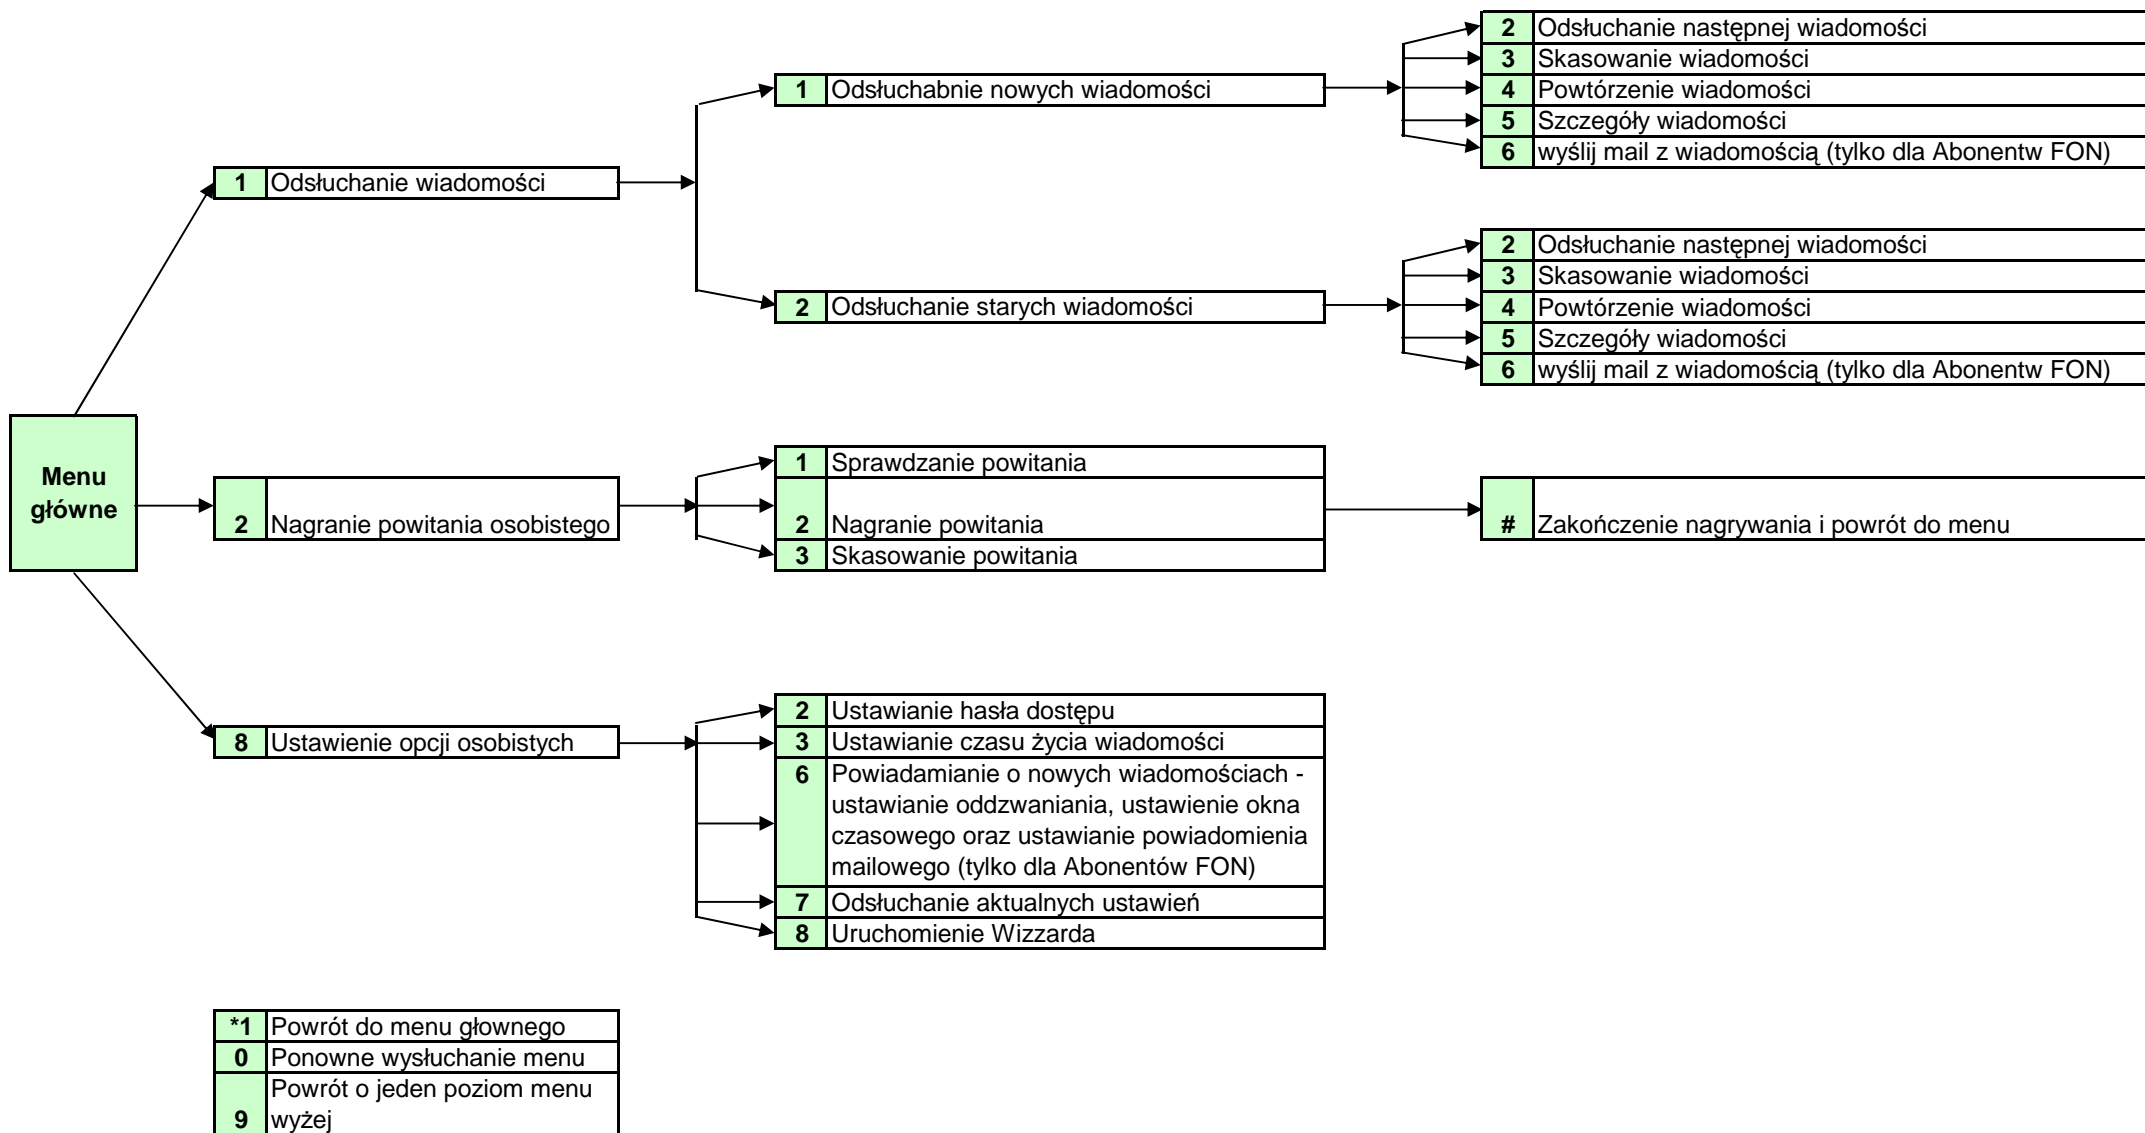 Menu
główne
1 Odsłuchanie wiadomości
1 Odsłuchabnie nowych wiadomości
2 Odsłuchanie następnej wiadomości
3 Skasowanie wiadomości
4 Powtórzenie wiadomości
5 Szczegóły wiadomości
6 wyślij mail z wiadomością (tylko dla Abonentw FON)
2 Odsłuchanie starych wiadomości
2 Odsłuchanie następnej wiadomości
3 Skasowanie wiadomości
4 Powtórzenie wiadomości
5 Szczegóły wiadomości
6 wyślij mail z wiadomością (tylko dla Abonentw FON)
2 Nagranie powitania osobistego
1 Sprawdzanie powitania
2 Nagranie powitania
3 Skasowanie powitania
# Zakończenie nagrywania i powrót do menu
8 Ustawienie opcji osobistych
2 Ustawianie hasła dostępu
3 Ustawianie czasu życia wiadomości
6 Powiadamianie o nowych wiadomościach -
ustawianie oddzwaniania, ustawienie okna
czasowego oraz ustawianie powiadomienia
mailowego (tylko dla Abonentów FON)
7 Odsłuchanie aktualnych ustawień
8 Uruchomienie Wizzarda
*1 Powrót do menu głownego
0 Ponowne wysłuchanie menu
Powrót o jeden poziom menu
9 wyżej